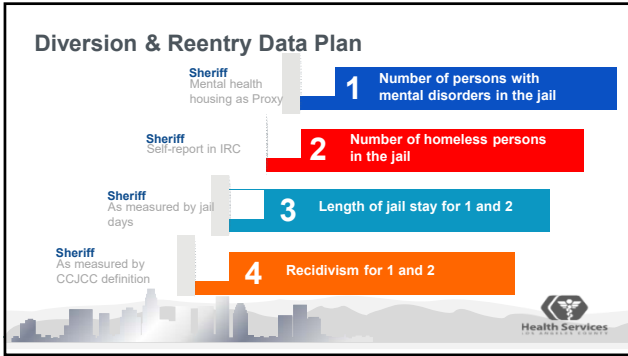 Diversion & Reentry Data Plan
Sheriff
Mental health
housing as Proxy
1
Number of persons with
mental disorders in the jail
Sheriff
Self-report in IRC
2
Number of homeless persons
in the jail
Sheriff
As measured by jail
days
3
Length of jail stay for 1 and 2
Sheriff
As measured by
CCJCC definition
4
Recidivism for 1 and 2
Health Services
LOS ANGELES COUNTY